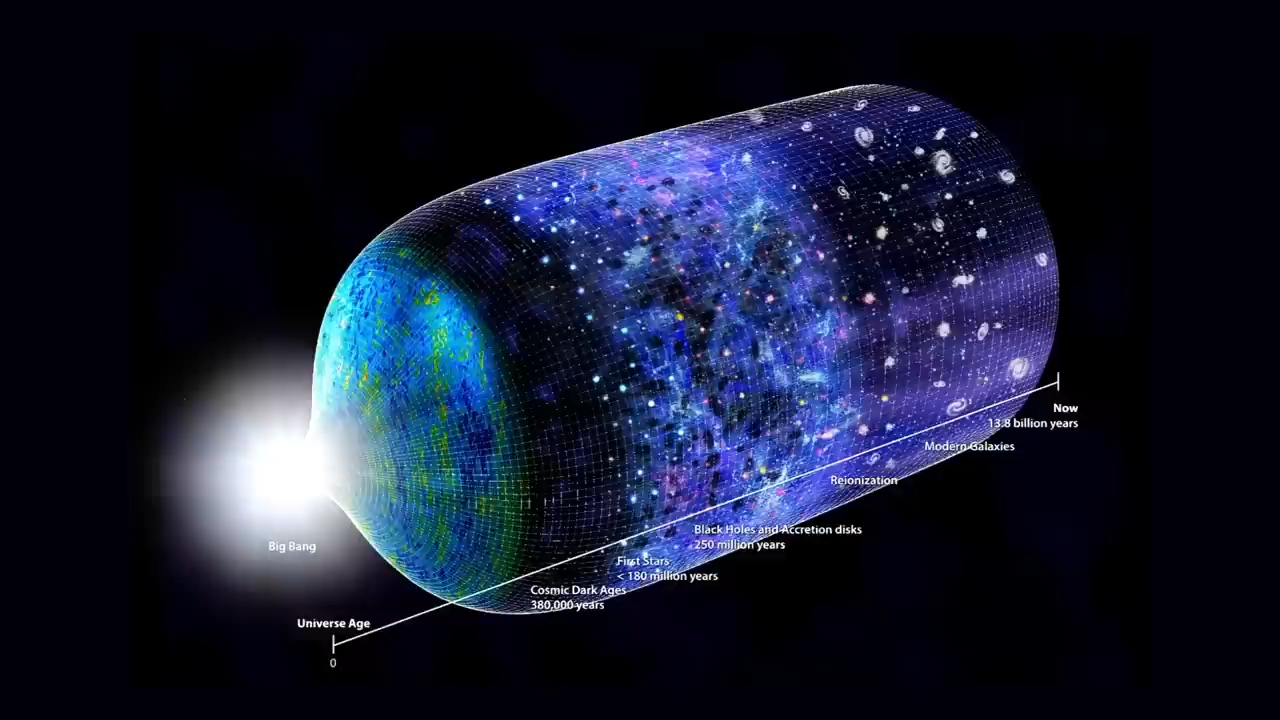 Big Bang
Universe Age
0
Cosmic Dark Ages
380,000 years
First Stars
< 180 million years
Black Holes and Accretion disks
250 million years
Reionization
Modern Galaxies
Now
13.8 billion years